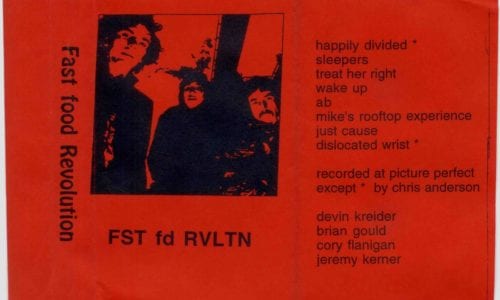 Fast food Revolution
FST fd RVLTN
happily divided *
sleepers
treat her right
wake up
ab
mike's rooftop experience
just cause
dislocated wrist *
recorded at picture perfect
except * by chris anderson
devin kreider
brian gould
cory flanigan
jeremy kerner